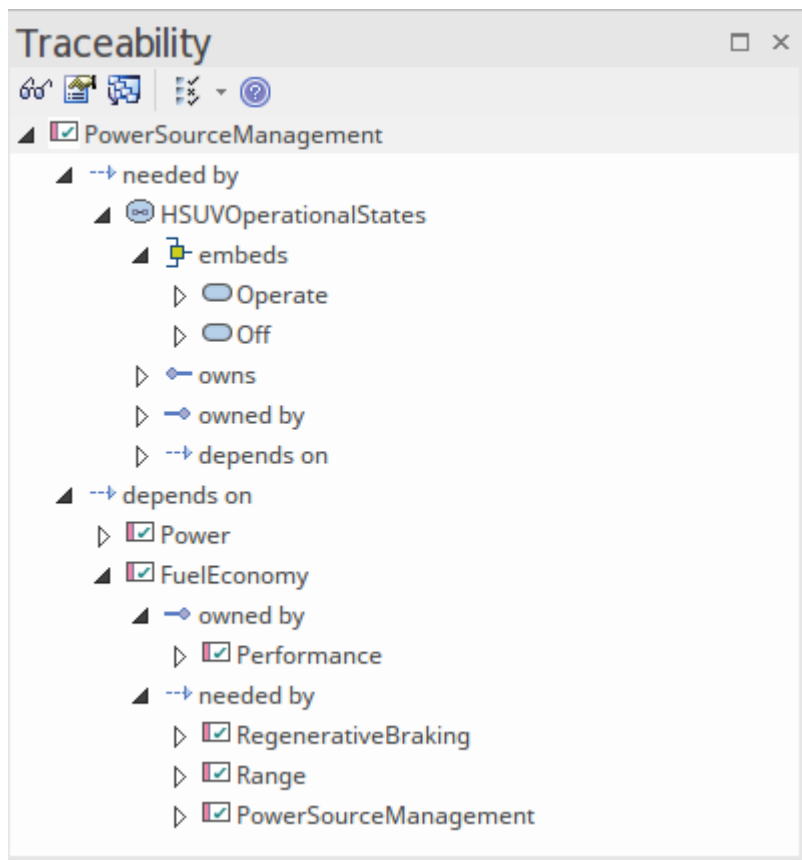 Traceability
PowerSourceManagement
needed by
HSUVOperationalStates
embeds
Operate
Off
owns
owned by
depends on
depends on
Power
FuelEconomy
owned by
Performance
needed by
RegenerativeBraking
Range
PowerSourceManagement